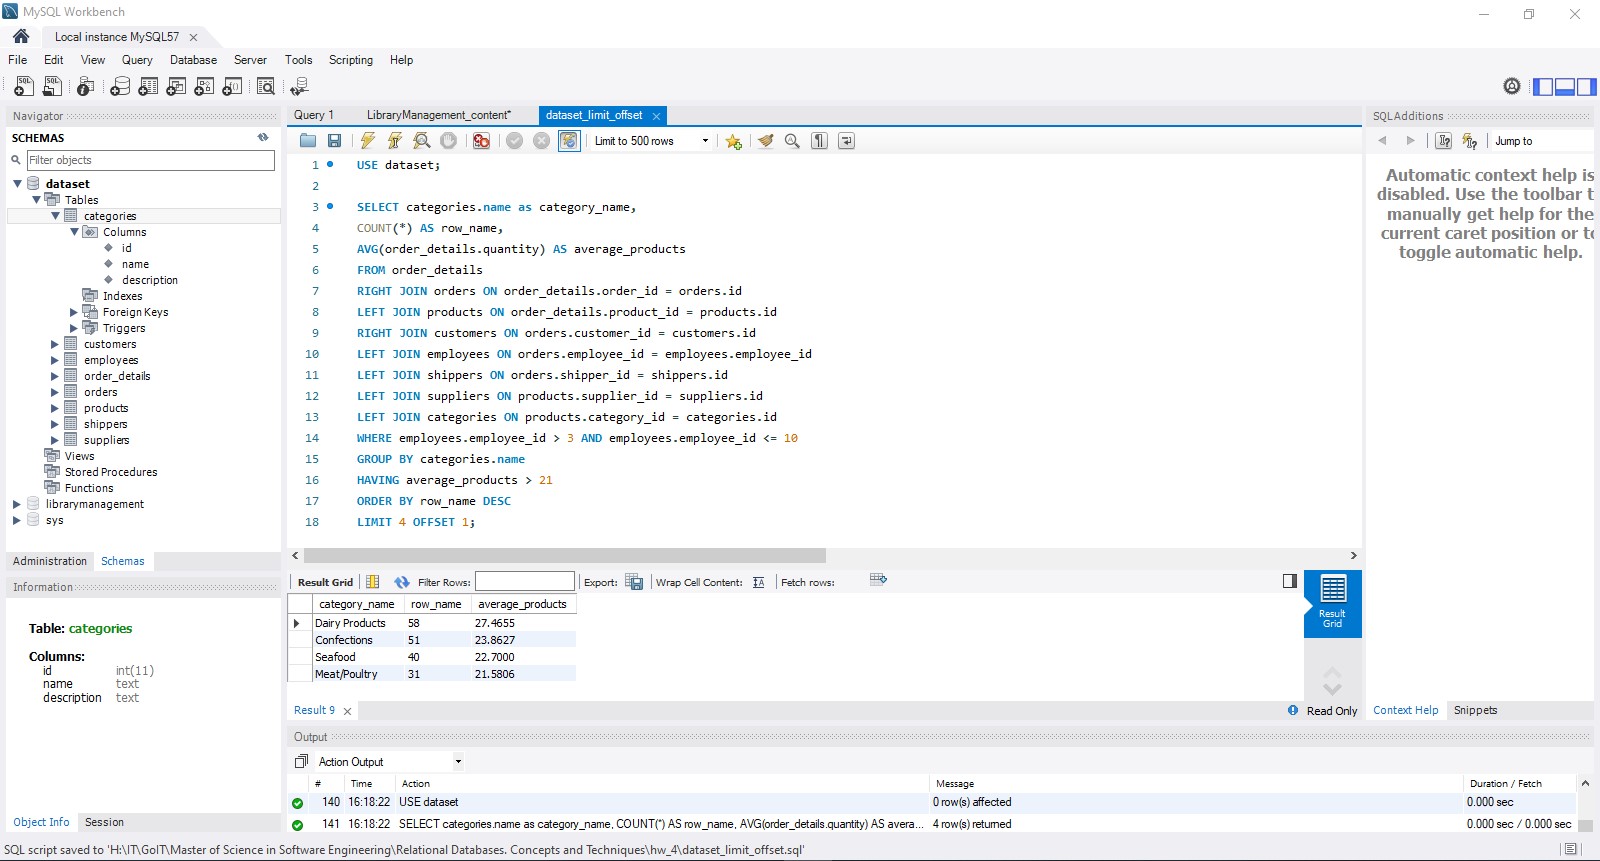 MySQL Workbench
Local instance MySQL57
File Edit View Query Database Server Tools Scripting Help
Navigator
SCHEMAS
Filter objects
dataset
Tables
categories
Columns
id
name
description
Indexes
Foreign Keys
Triggers
customers
employees
order_details
orders
products
shippers
suppliers
Views
Stored Procedures
Functions
librarymanagement
sys
Administration Schemas
Information
Table: categories
Columns:
id int(11)
name text
description text
Object Info Session
Query 1 LibraryManagement_content* dataset_limit_offset
Limit to 500 rows
1 USE dataset;
2
3 SELECT categories.name as category_name,
4 COUNT(*) AS row_name,
5 AVG(order_details.quantity) AS average_products
6 FROM order_details
7 RIGHT JOIN orders ON order_details.order_id = orders.id
8 LEFT JOIN products ON order_details.product_id = products.id
9 RIGHT JOIN customers ON orders.customer_id = customers.id
10 LEFT JOIN employees ON orders.employee_id = employees.employee_id
11 LEFT JOIN shippers ON orders.shipper_id = shippers.id
12 LEFT JOIN suppliers ON products.supplier_id = suppliers.id
13 LEFT JOIN categories ON products.category_id = categories.id
14 WHERE employees.employee_id > 3 AND employees.employee_id <= 10
15 GROUP BY categories.name
16 HAVING average_products > 21
17 ORDER BY row_name DESC
18 LIMIT 4 OFFSET 1;
Result Grid Filter Rows: Export: Wrap Cell Content: Fetch rows:
category_name row_name average_products
Dairy Products 58 27.4655
Confections 51 23.8627
Seafood 40 22.7000
Meat/Poultry 31 21.5806
Result Grid
Result 9
Read Only
SQLAdditions
Jump to
Automatic context help is
disabled. Use the toolbar t
manually get help for the
current caret position or to
toggle automatic help.
Context Help Snippets
Output
Action Output
# Time Action Message Duration / Fetch
140 16:18:22 USE dataset 0 row(s) affected 0.000 sec
141 16:18:22 SELECT categories.name as category_name, COUNT(*) AS row_name, AVG(order_details.quantity) AS avera... 4 row(s) returned 0.000 sec / 0.000 sec
SQL script saved to 'H:\IT\GoIT\Master of Science in Software Engineering\Relational Databases. Concepts and Techniques\hw_4\dataset_limit_offset.sql'